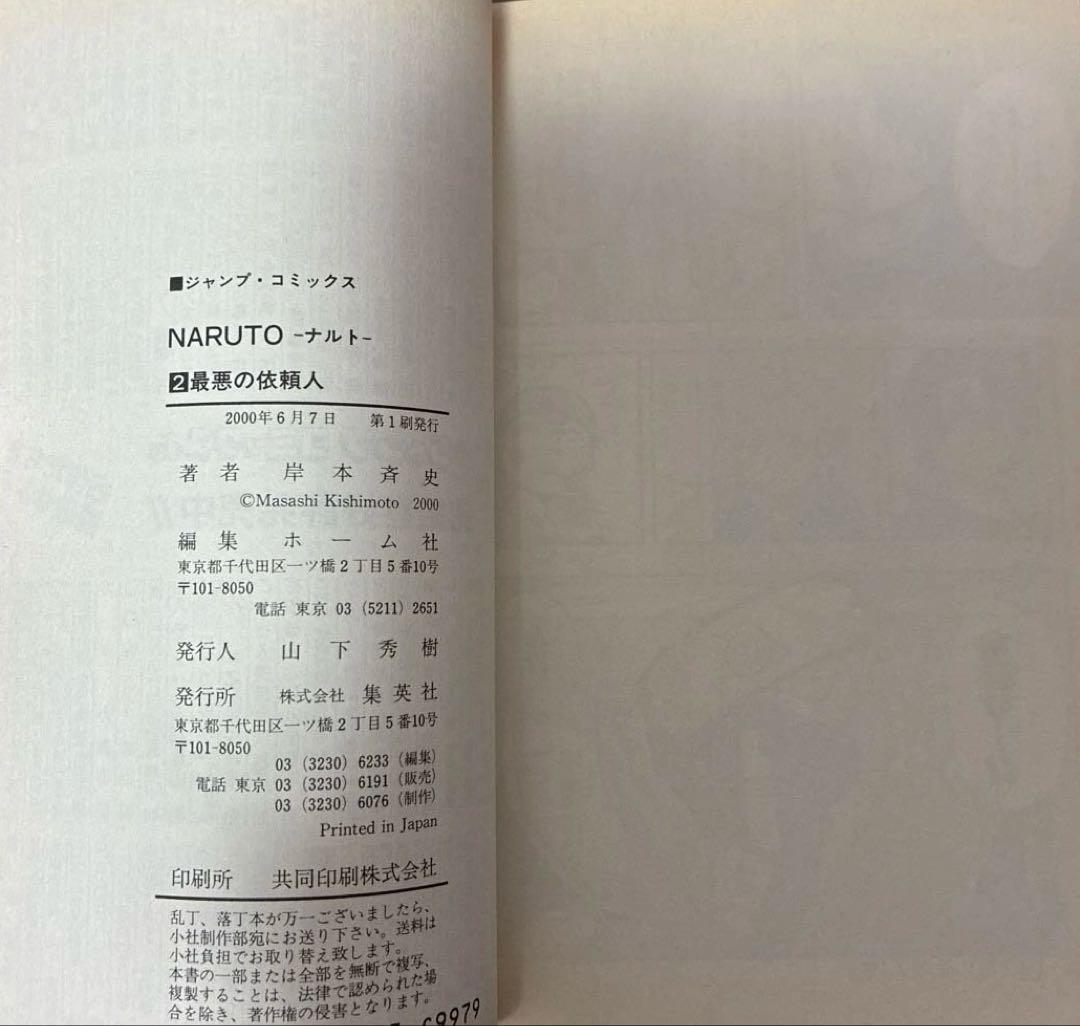 ■ジャンプ・コミックス
NARUTO -ナルト-
2最悪の依頼人
2000年6月7日 第1刷発行
著者 岸本斉史
©Masashi Kishimoto 2000
編集 ホーム社
東京都千代田区一ツ橋2丁目5番10号
〒101-8050
電話 東京 03 (5211) 2651
発行人 山下秀樹
発行所 株式会社 集英社
東京都千代田区一ツ橋2丁目5番10号
〒101-8050
03 (3230) 6233 (編集)
電話 東京 03 (3230) 6191 (販売)
03 (3230) 6076 (制作)
Printed in Japan
印刷所 共同印刷株式会社
乱丁、落丁本が万一ございましたら、
小社制作部宛にお送り下さい。送料は
小社負担でお取り替え致します。
本書の一部または全部を無断で複写、
複製することは、法律で認められた場
合を除き、著作権の侵害となります。
69979